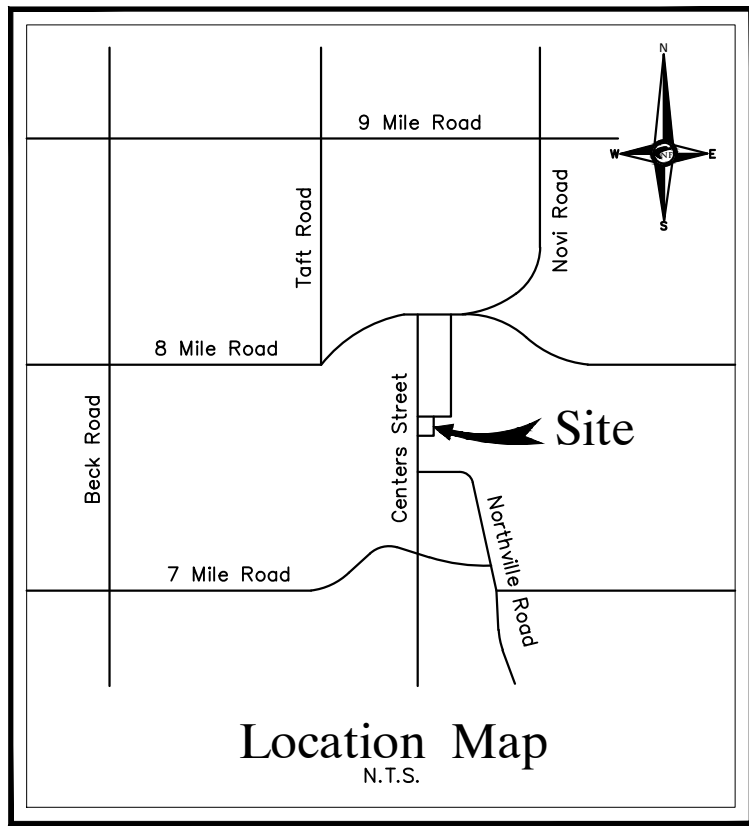 N
9 Mile Road
W
E
S
Taft Road
Novi Road
8 Mile Road
Beck Road
Centers Street
Site
Northville Road
7 Mile Road
Location Map
N.T.S.